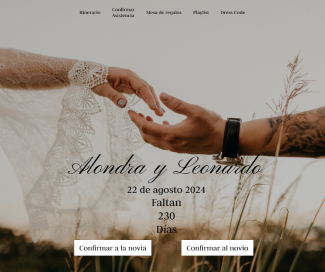 Itinerario
Confirmar
Asistencia
Mesa de regalos
Playlist
Dress Code
Alondra y Leonardo
22 de agosto 2024
Faltan
230
Días
Confirmar a la novia
Confirmar al novio